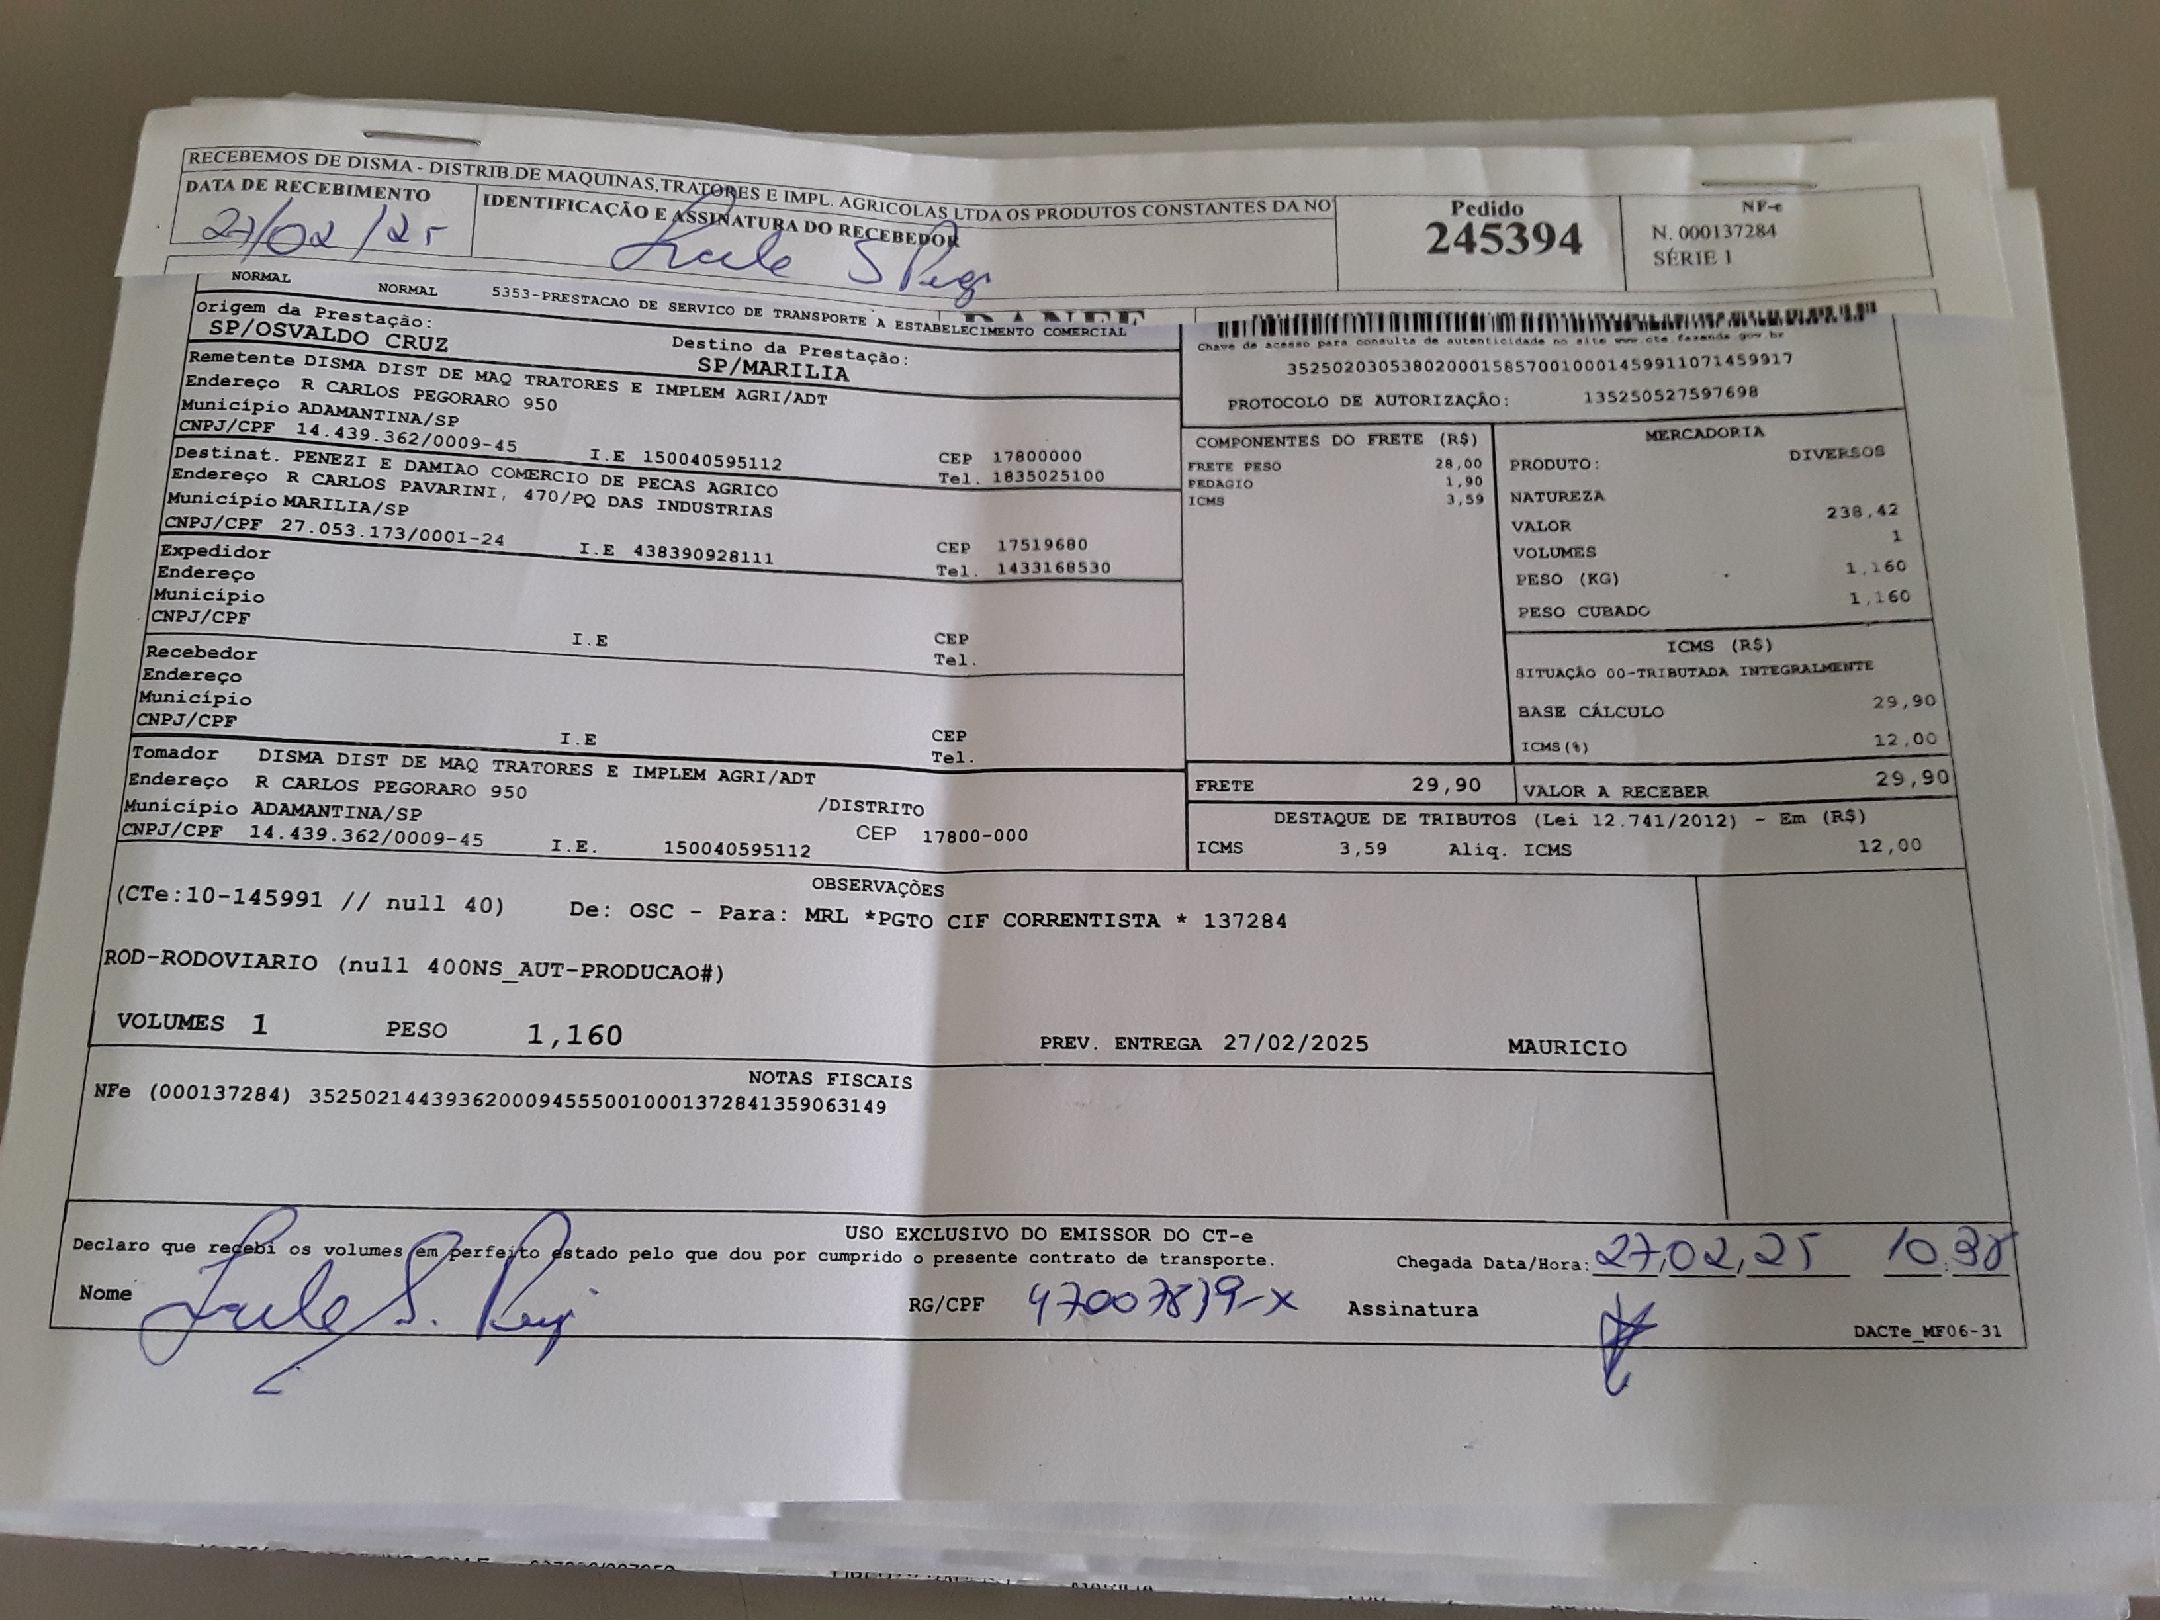 RECEBEMOS DE DISMA - DISTRIB.DE MAQUINAS,TRATORES E IMPL. AGRICOLAS LTDA OS PRODUTOS CONSTANTES DA NO
DATA DE RECEBIMENTO
27/02/25
IDENTIFICAÇÃO E ASSINATURA DO RECEBEDOR
Pedido
245394
NF-e
N. 000137284
SÉRIE 1
NORMAL NORMAL 5353-PRESTACAO DE SERVICO DE TRANSPORTE A ESTABELECIMENTO COMERCIAL
Origem da Prestação:
SP/OSVALDO CRUZ
Destino da Prestação:
SP/MARILIA
Chave de acesso para consulta de autenticidade no site www.cte.fazenda.gov.br
35250203053802000158570010001459911071459917
PROTOCOLO DE AUTORIZAÇÃO: 135250527597698
Remetente DISMA DIST DE MAQ TRATORES E IMPLEM AGRI/ADT
Endereço R CARLOS PEGORARO 950
Município ADAMANTINA/SP
CNPJ/CPF 14.439.362/0009-45 I.E 150040595112
CEP 17800000
Tel. 1835025100
Destinat. PENEZI E DAMIAO COMERCIO DE PECAS AGRICO
Endereço R CARLOS PAVARINI, 470/PQ DAS INDUSTRIAS
Município MARILIA/SP
CNPJ/CPF 27.053.173/0001-24 I.E 438390928111
CEP 17519680
Tel. 1433168530
Expedidor
Endereço
Município
CNPJ/CPF
I.E CEP
Tel.
Recebedor
Endereço
Município
CNPJ/CPF
I.E CEP
Tel.
Tomador DISMA DIST DE MAQ TRATORES E IMPLEM AGRI/ADT
Endereço R CARLOS PEGORARO 950
/DISTRITO
Município ADAMANTINA/SP
CEP 17800-000
CNPJ/CPF 14.439.362/0009-45 I.E. 150040595112
COMPONENTES DO FRETE (R$)
FRETE PESO 28,00
PEDAGIO 1,90
ICMS 3,59
MERCADORIA
PRODUTO: DIVERSOS
NATUREZA
VALOR 238,42
VOLUMES 1
PESO (KG) 1,160
PESO CUBADO 1,160
ICMS (R$)
SITUAÇÃO 00-TRIBUTADA INTEGRALMENTE
BASE CÁLCULO 29,90
ICMS(%) 12,00
FRETE 29,90
VALOR A RECEBER 29,90
DESTAQUE DE TRIBUTOS (Lei 12.741/2012) - Em (R$)
ICMS 3,59 Aliq. ICMS 12,00
OBSERVAÇÕES
(CTe:10-145991 // null 40) De: OSC - Para: MRL *PGTO CIF CORRENTISTA * 137284
ROD-RODOVIARIO (null 400NS_AUT-PRODUCAO#)
VOLUMES 1 PESO 1,160 PREV. ENTREGA 27/02/2025 MAURICIO
NOTAS FISCAIS
NFe (000137284) 35250214439362000945550010001372841359063149
USO EXCLUSIVO DO EMISSOR DO CT-e
Declaro que recebi os volumes em perfeito estado pelo que dou por cumprido o presente contrato de transporte.
Chegada Data/Hora: 27,02,25 10.38
Nome
RG/CPF 47007839-X
Assinatura
DACTe_MF06-31